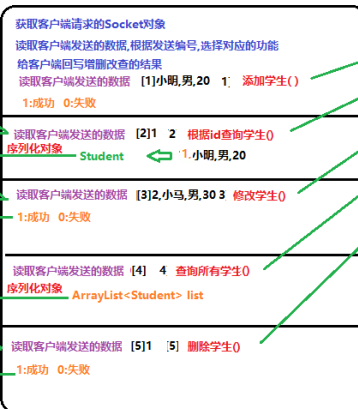 获取客户端请求的Socket对象
读取客户端发送的数据,根据发送编号,选择对应的功能
给客户端回写增删改查的结果
读取客户端发送的数据 [1]小明,男,20 1] 添加学生()
1:成功 0:失败
读取客户端发送的数据 [2]1 2 根据id查询学生()
序列化对象
Student 1.小明,男,20
读取客户端发送的数据 [3]2,小马,男,30 3 修改学生()
1:成功 0:失败
读取客户端发送的数据 [4] 4 查询所有学生()
序列化对象
ArrayList<Student> list
读取客户端发送的数据 [5]1 [5] 删除学生()
1:成功 0:失败